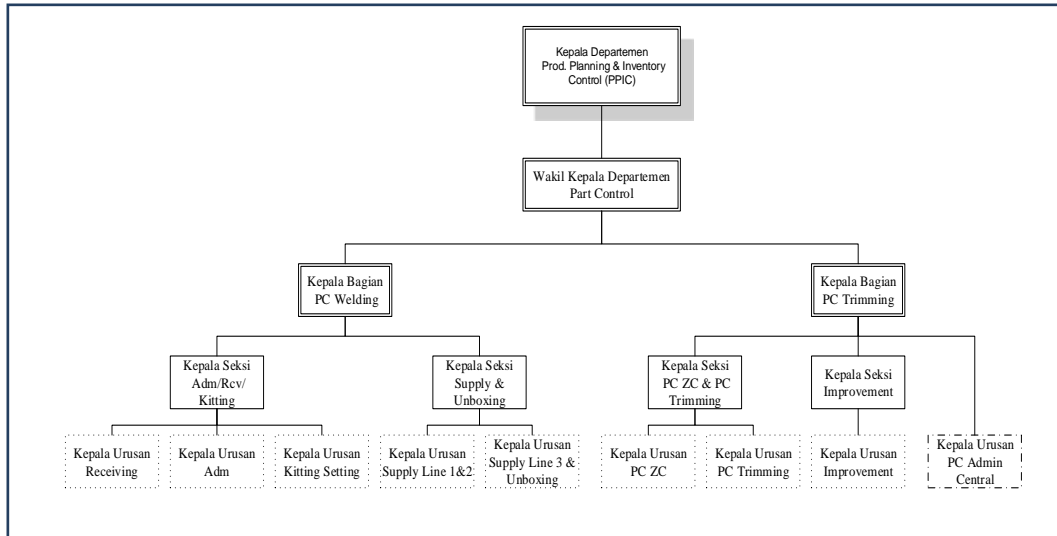 Kepala Departemen
Prod. Planning & Inventory
Control (PPIC)
Wakil Kepala Departemen
Part Control
Kepala Bagian
PC Welding
Kepala Bagian
PC Trimming
Kepala Seksi
Adm/Rcv/
Kitting
Kepala Seksi
Supply &
Unboxing
Kepala Seksi
PC ZC & PC
Trimming
Kepala Seksi
Improvement
Kepala Urusan
Receiving
Kepala Urusan
Adm
Kepala Urusan
Kitting Setting
Kepala Urusan
Supply Line 1&2
Kepala Urusan
Supply Line 3 &
Unboxing
Kepala Urusan
PC ZC
Kepala Urusan
PC Trimming
Kepala Urusan
Improvement
Kepala Urusan
PC Admin
Central